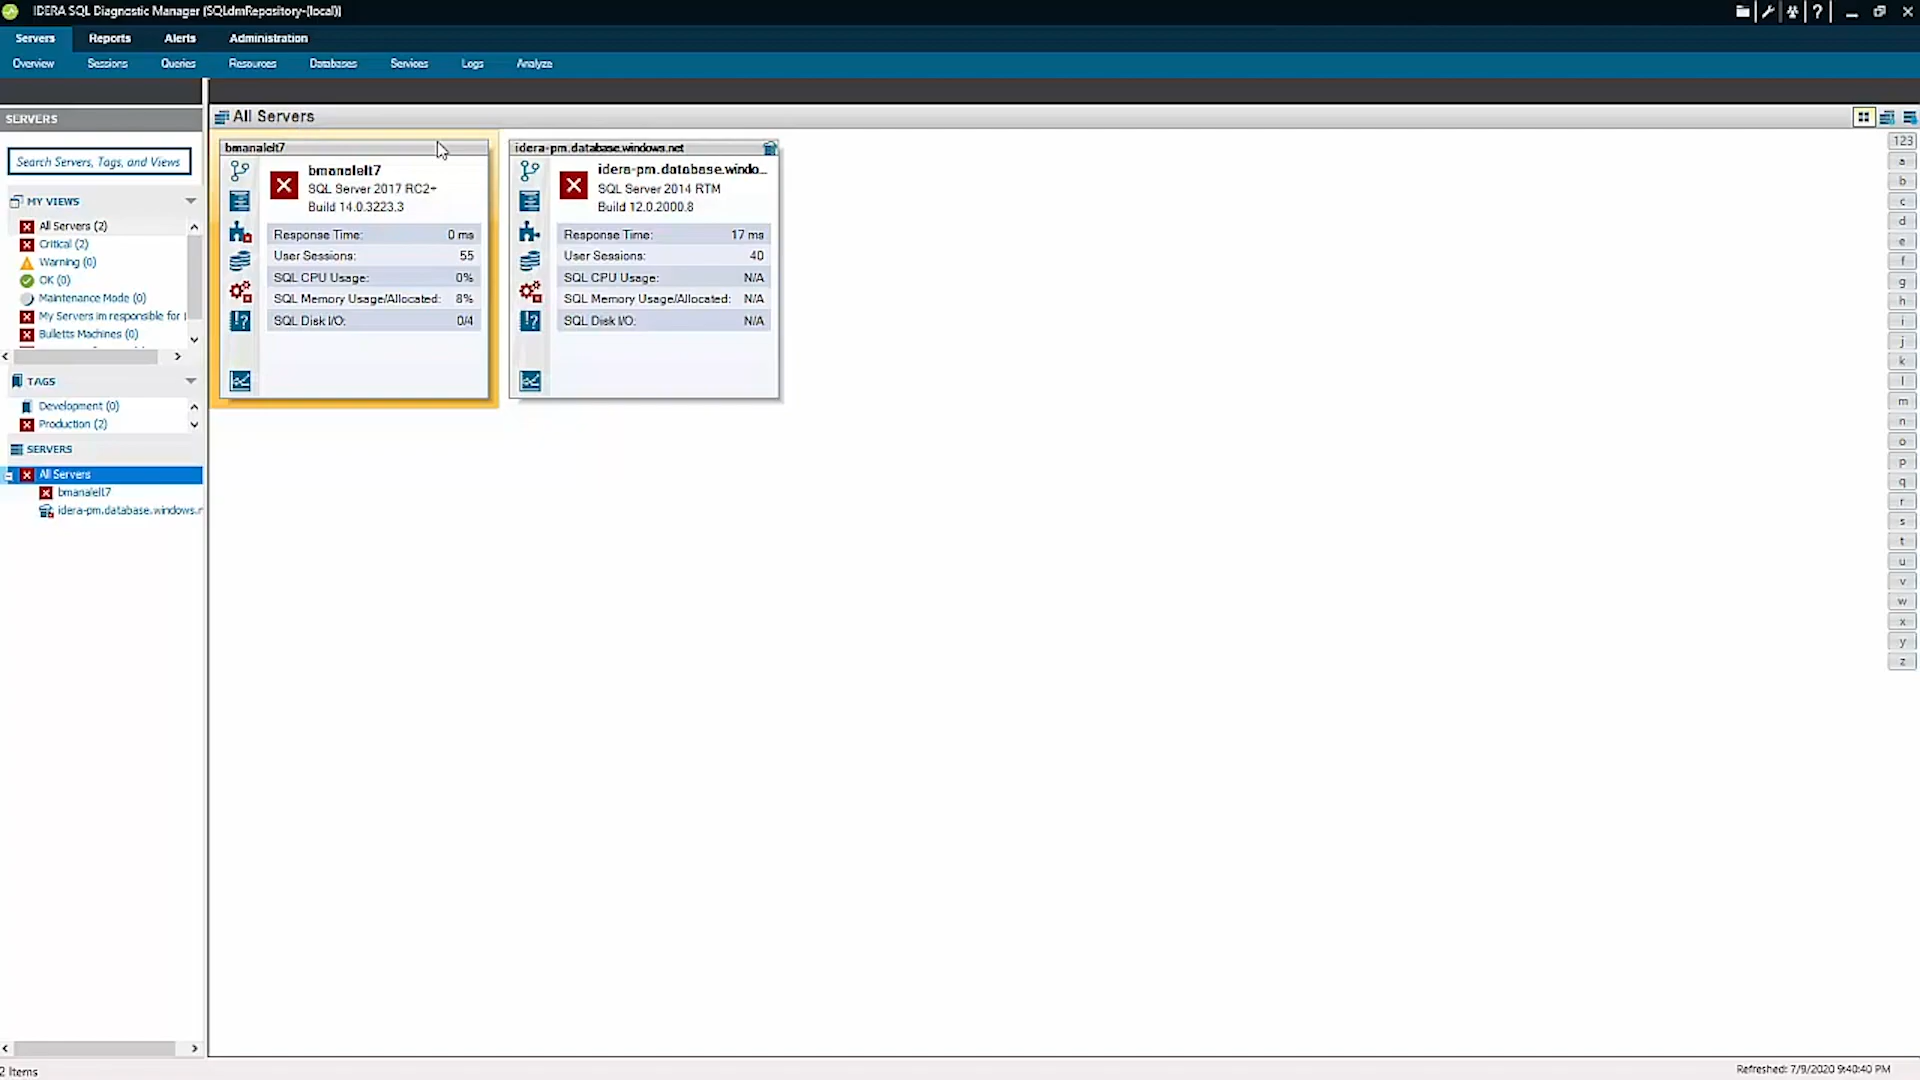 IDERA SQL Diagnostic Manager (SQLdmRepository-(local))
Servers Reports Alerts Administration
Overview Sessions Queries Resources Databases Services Logs Analyze
SERVERS
Search Servers, Tags, and Views
MY VIEWS
All Servers (2)
Critical (2)
Warning (0)
OK (0)
Maintenance Mode (0)
My Servers im responsible for
Bulletts Machines (0)
TAGS
Development (0)
Production (2)
SERVERS
All Servers
bmanalelt7
idera-pm.database.windows.
All Servers
bmanalelt7
bmanalelt7
SQL Server 2017 RC2+
Build 14.0.3223.3
Response Time: 0 ms
User Sessions: 55
SQL CPU Usage: 0%
SQL Memory Usage/Allocated: 8%
SQL Disk I/O: 0/4
idera-pm.database.windows.net
idera-pm.database.windo...
SQL Server 2014 RTM
Build 12.0.2000.8
Response Time: 17 ms
User Sessions: 40
SQL CPU Usage: N/A
SQL Memory Usage/Allocated: N/A
SQL Disk I/O: N/A
123
a
b
c
d
e
f
g
h
i
j
k
l
m
n
o
p
q
r
s
t
u
v
w
x
y
z
2 Items
Refreshed: 7/9/2020 9:40:40 PM